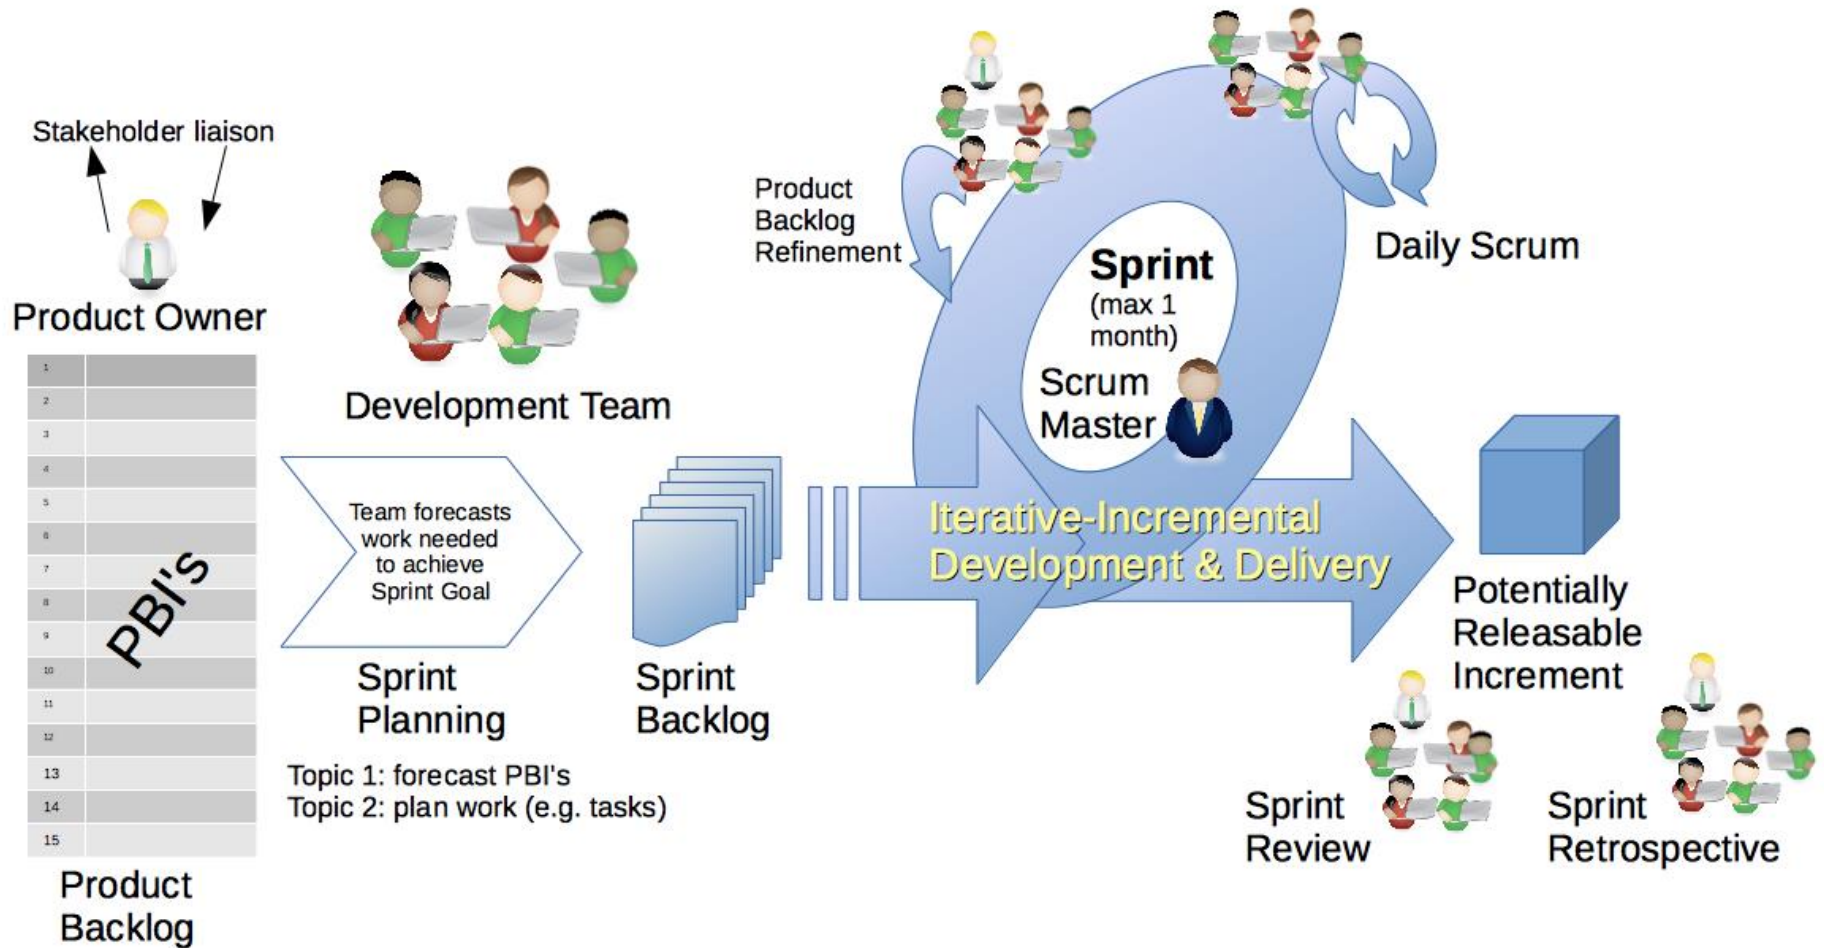 Stakeholder liaison
Product Owner
1
2
3
4
5
6
7
8
9
10
11
12
13
14
15
PBI's
Product
Backlog
Development Team
Team forecasts
work needed
to achieve
Sprint Goal
Sprint
Planning
Topic 1: forecast PBI's
Topic 2: plan work (e.g. tasks)
Sprint
Backlog
Product
Backlog
Refinement
Sprint
(max 1
month)
Scrum
Master
Daily Scrum
Iterative-Incremental
Development & Delivery
Potentially
Releasable
Increment
Sprint
Review
Sprint
Retrospective